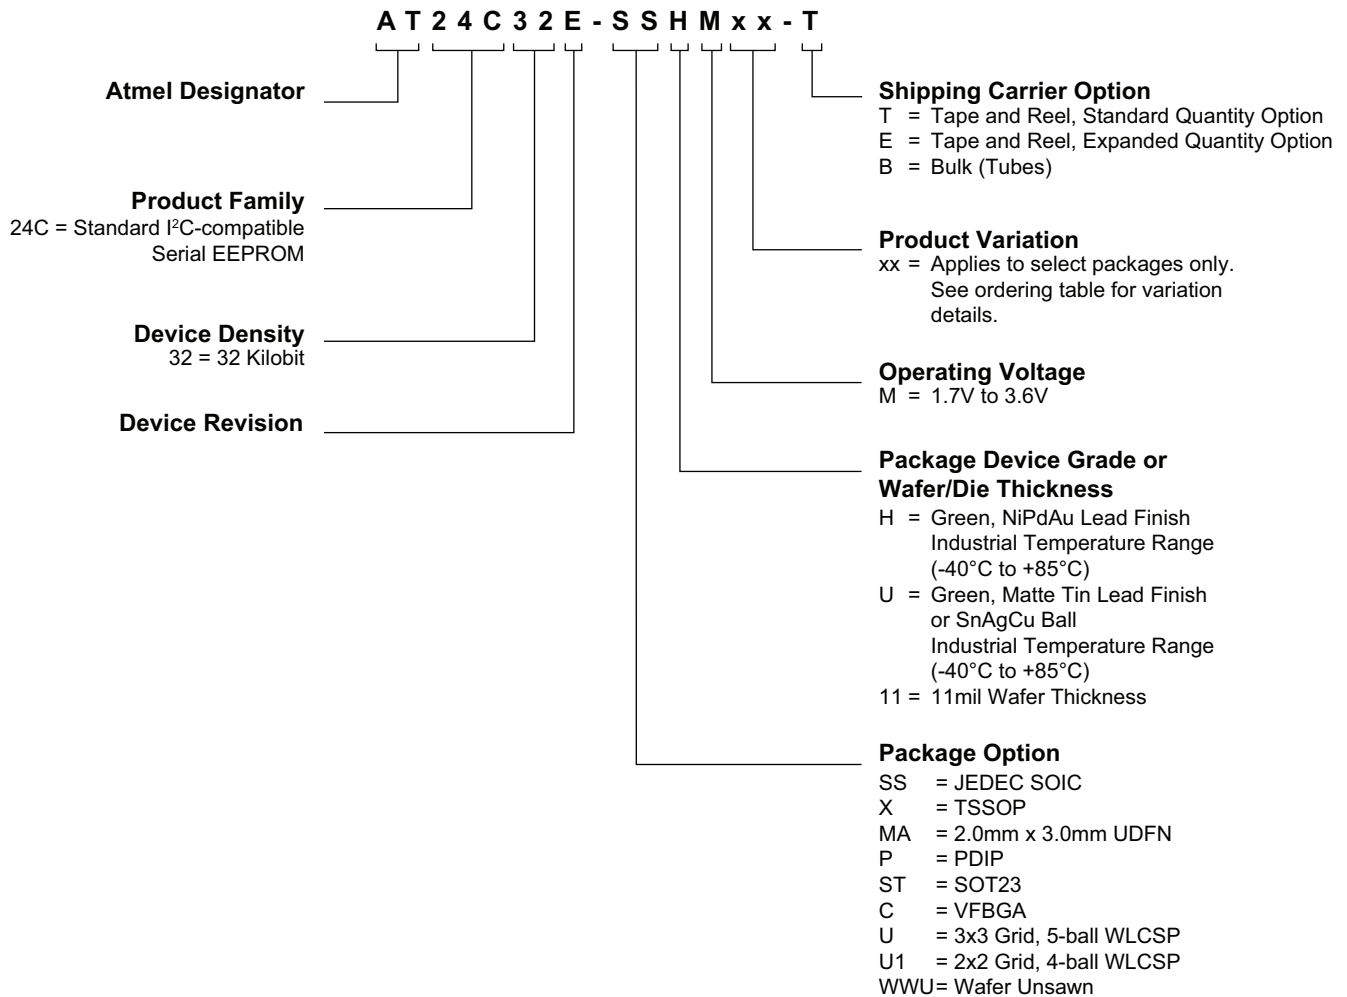 AT24C32E-SSHMxx-T
Atmel Designator
Product Family
24C = Standard I²C-compatible
Serial EEPROM
Device Density
32 = 32 Kilobit
Device Revision
Shipping Carrier Option
T = Tape and Reel, Standard Quantity Option
E = Tape and Reel, Expanded Quantity Option
B = Bulk (Tubes)
Product Variation
xx = Applies to select packages only.
See ordering table for variation
details.
Operating Voltage
M = 1.7V to 3.6V
Package Device Grade or
Wafer/Die Thickness
H = Green, NiPdAu Lead Finish
Industrial Temperature Range
(-40°C to +85°C)
U = Green, Matte Tin Lead Finish
or SnAgCu Ball
Industrial Temperature Range
(-40°C to +85°C)
11 = 11mil Wafer Thickness
Package Option
SS = JEDEC SOIC
X = TSSOP
MA = 2.0mm x 3.0mm UDFN
P = PDIP
ST = SOT23
C = VFBGA
U = 3x3 Grid, 5-ball WLCSP
U1 = 2x2 Grid, 4-ball WLCSP
WWU= Wafer Unsawn